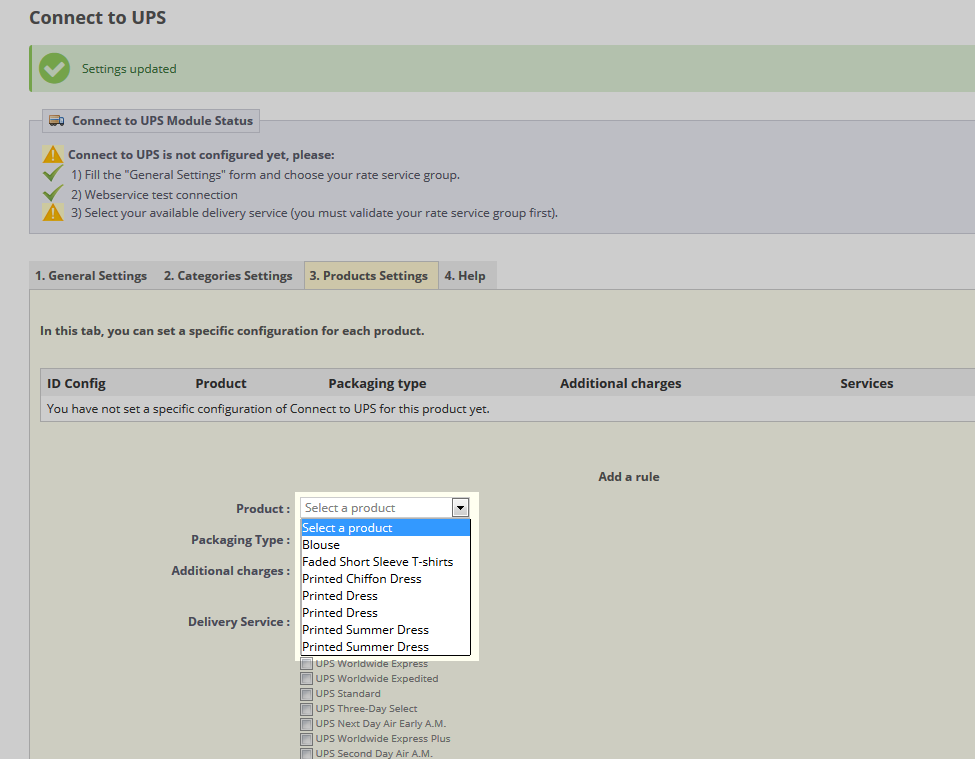 Connect to UPS
Settings updated
Connect to UPS Module Status
Connect to UPS is not configured yet, please:
1) Fill the "General Settings" form and choose your rate service group.
2) Webservice test connection
3) Select your available delivery service (you must validate your rate service group first).
1. General Settings 2. Categories Settings 3. Products Settings 4. Help
In this tab, you can set a specific configuration for each product.
ID Config Product Packaging type Additional charges Services
You have not set a specific configuration of Connect to UPS for this product yet.
Add a rule
Product : Select a product
Select a product
Packaging Type :
Blouse
Faded Short Sleeve T-shirts
Additional charges :
Printed Chiffon Dress
Printed Dress
Printed Dress
Delivery Service :
Printed Summer Dress
Printed Summer Dress
UPS Worldwide Express
UPS Worldwide Expedited
UPS Standard
UPS Three-Day Select
UPS Next Day Air Early A.M.
UPS Worldwide Express Plus
UPS Second Day Air A.M.